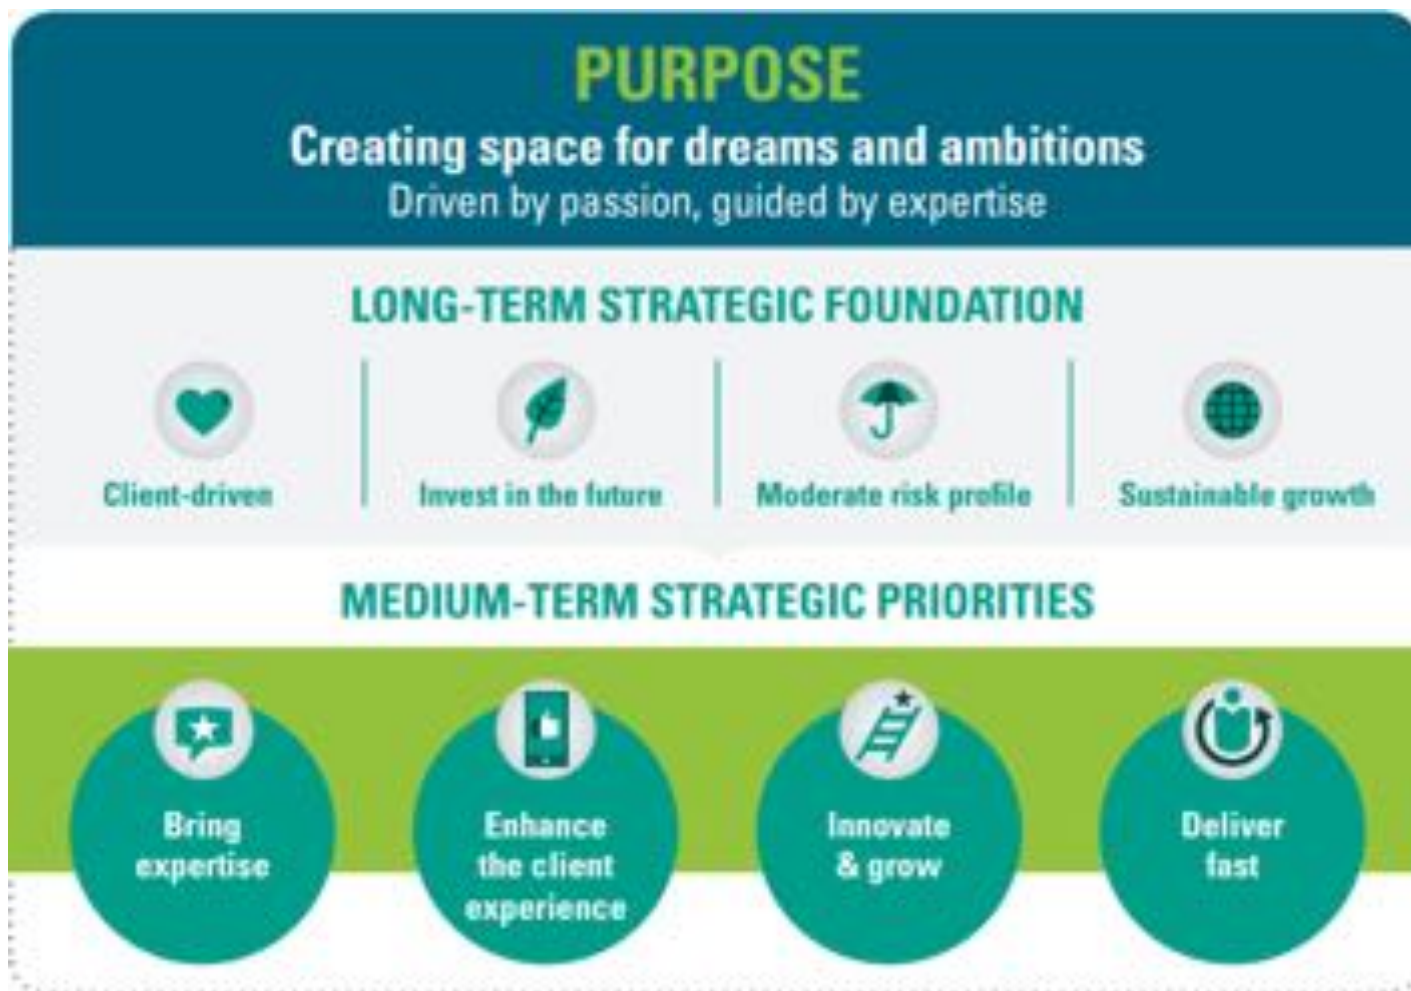 PURPOSE
Creating space for dreams and ambitions
Driven by passion, guided by expertise
LONG-TERM STRATEGIC FOUNDATION
Client-driven
Invest in the future
Moderate risk profile
Sustainable growth
MEDIUM-TERM STRATEGIC PRIORITIES
Bring
expertise
Enhance
the client
experience
Innovate
& grow
Deliver
fast